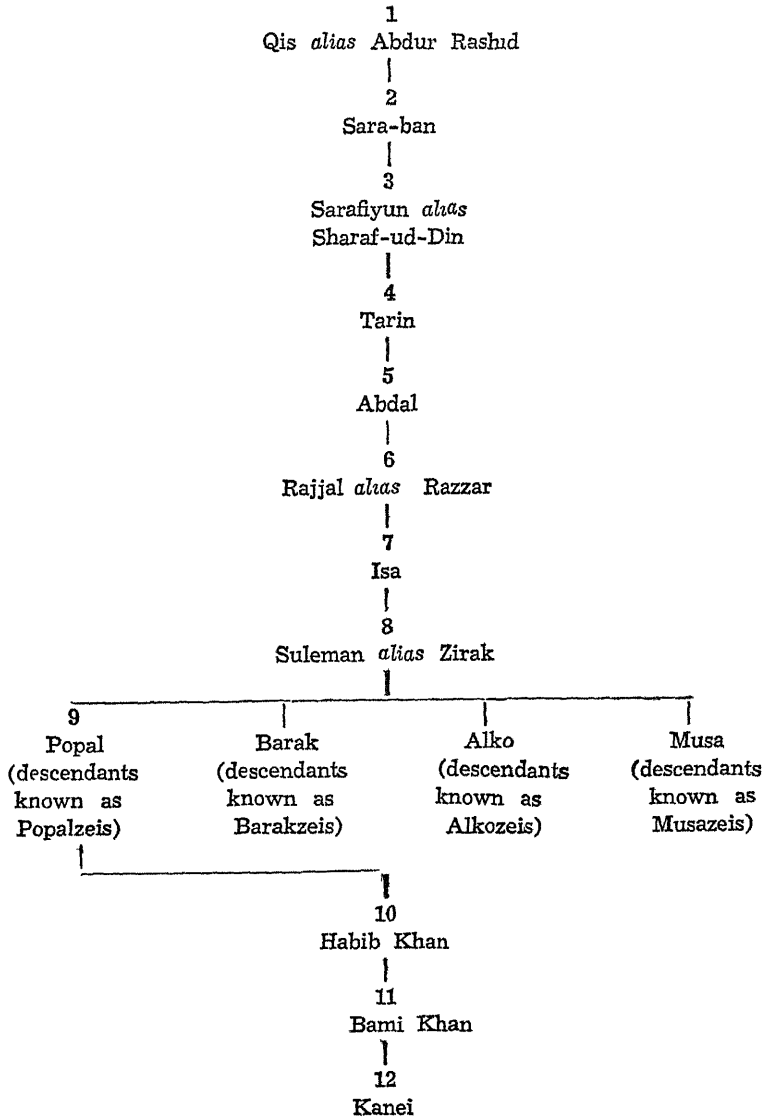 1
Qis alias Abdur Rashid
2
Sara-ban
3
Sarafiyun alias
Sharaf-ud-Din
4
Tarin
5
Abdal
6
Rajjal alias Razzar
7
Isa
8
Suleman alias Zirak
9
Popal
(descendants
known as
Popalzeis)
Barak
(descendants
known as
Barakzeis)
Alko
(descendants
known as
Alkozeis)
Musa
(descendants
known as
Musazeis)
10
Habib Khan
11
Bami Khan
12
Kanei